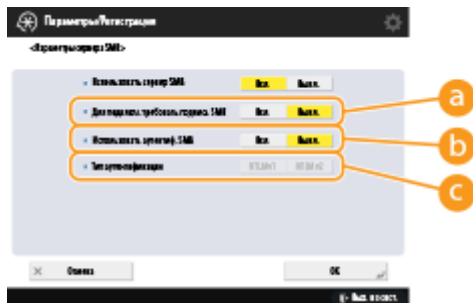 Параметры/Регистрация
<Параметры сервера SMB>
Использовать сервер SMB Вкл. Выкл.
Для подключ. требовать подпись SMB Вкл. Выкл.
a
Использовать аутентиф. SMB Вкл. Выкл.
b
Тип аутентификации NTLMv1 NTLMv2
c
Отмена OK